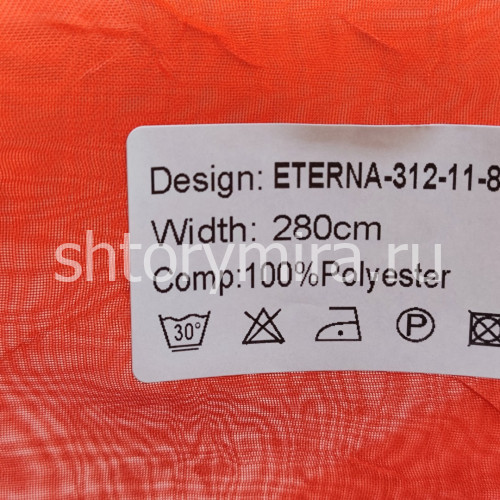 Design: ETERNA-312-11-8
Width: 280cm
shtorymira.ru
Comp:100%Polyester
30° P